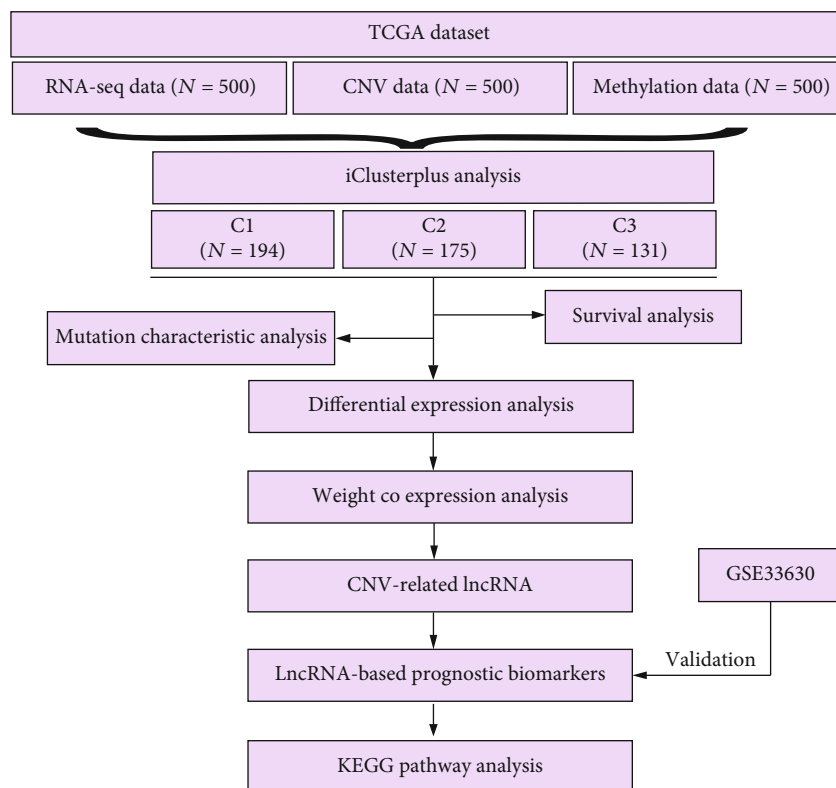 TCGA dataset
RNA-seq data (N = 500)
CNV data (N = 500)
Methylation data (N = 500)
iClusterplus analysis
C1
(N = 194)
C2
(N = 175)
C3
(N = 131)
Survival analysis
Mutation characteristic analysis
Differential expression analysis
Weight co expression analysis
CNV-related lncRNA
GSE33630
Validation
LncRNA-based prognostic biomarkers
KEGG pathway analysis